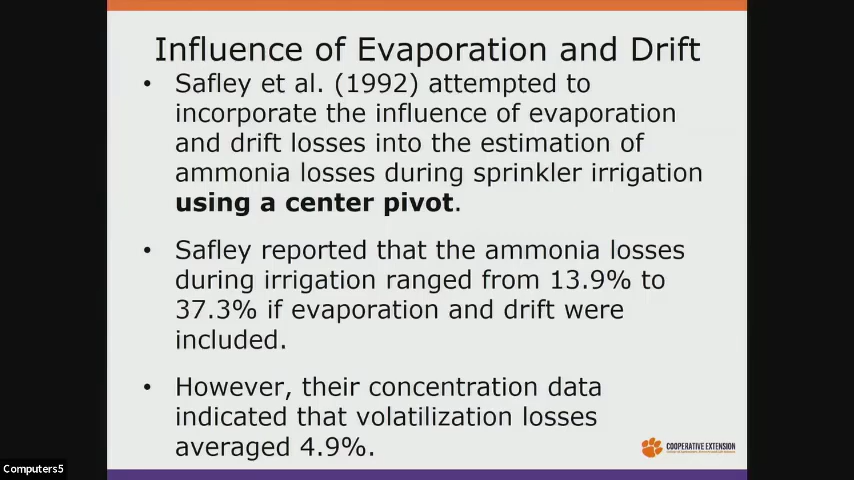 Influence of Evaporation and Drift
• Safley et al. (1992) attempted to
incorporate the influence of evaporation
and drift losses into the estimation of
ammonia losses during sprinkler irrigation
using a center pivot.
• Safley reported that the ammonia losses
during irrigation ranged from 13.9% to
37.3% if evaporation and drift were
included.
• However, their concentration data
indicated that volatilization losses
averaged 4.9%.
COOPERATIVE EXTENSION
Computers5